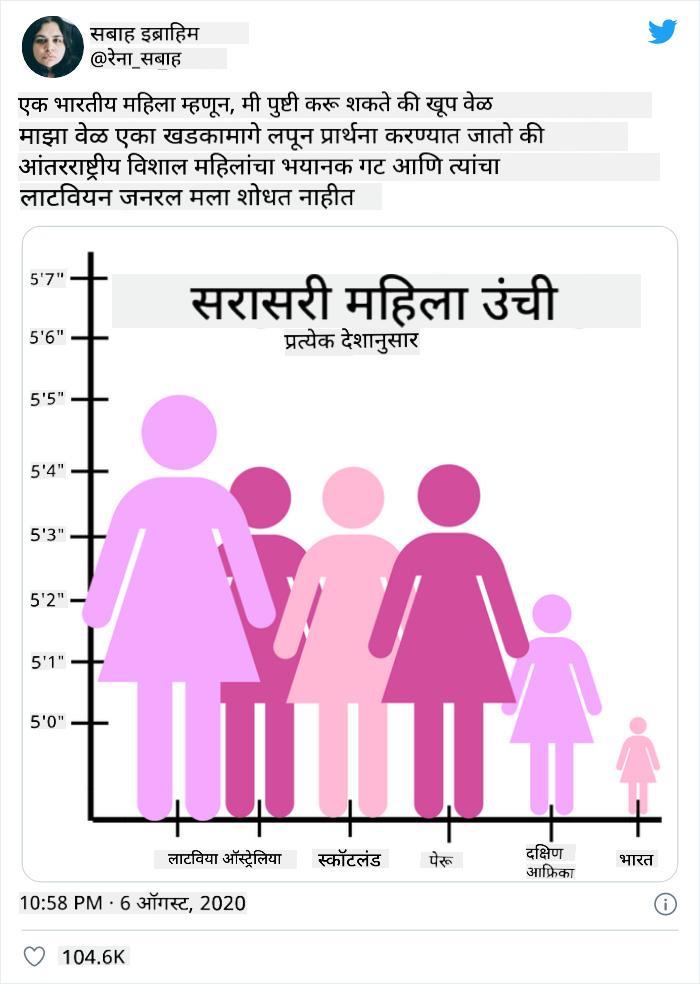 सबाह इब्राहिम
@रेना_सबाह
एक भारतीय महिला म्हणून, मी पुष्टी करू शकते की खूप वेळ
माझा वेळ एका खडकामागे लपून प्रार्थना करण्यात जातो की
आंतरराष्ट्रीय विशाल महिलांचा भयानक गट आणि त्यांचा
लाटवियन जनरल मला शोधत नाहीत
सरासरी महिला उंची
प्रत्येक देशानुसार
5'7"
5'6"
5'5"
5'4"
5'3"
5'2"
5'1"
5'0"
लाटविया ऑस्ट्रेलिया स्कॉटलंड पेरू दक्षिण आफ्रिका भारत
10:58 PM · 6 ऑगस्ट, 2020
104.6K